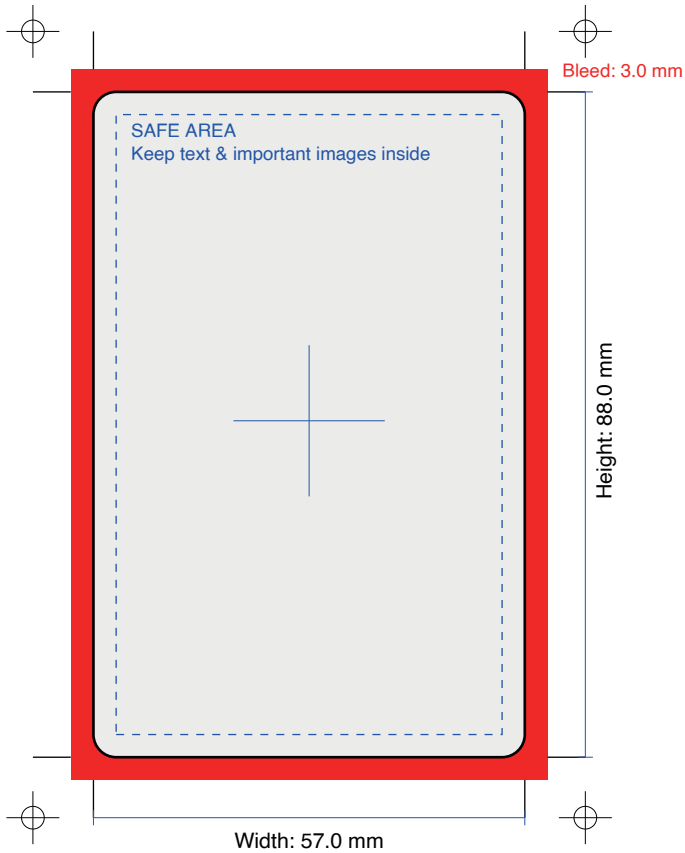 Bleed: 3.0 mm
SAFE AREA
Keep text & important images inside
Height: 88.0 mm
Width: 57.0 mm